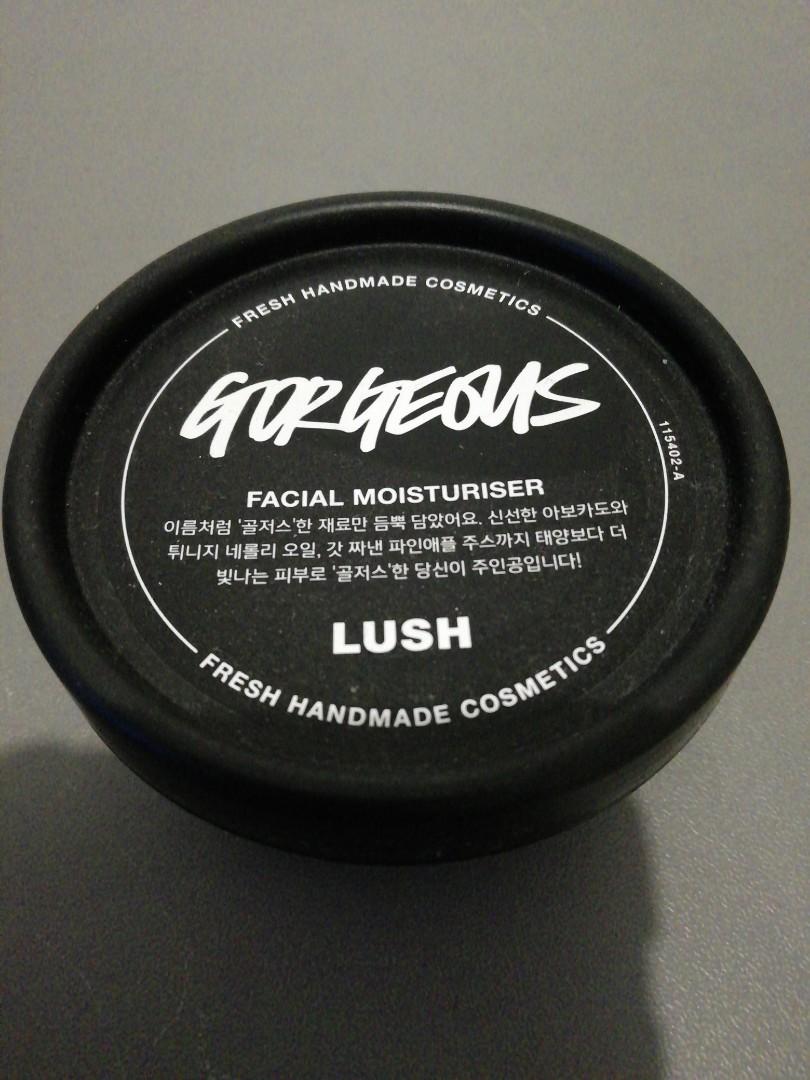 FRESH HANDMADE COSMETICS
GORGEOUS
115402-A
FACIAL MOISTURISER
이름처럼 '골저스'한 재료만 듬뿍 담았어요. 신선한 아보카도와
튀니지 네롤리 오일, 갓 짜낸 파인애플 주스까지 태양보다 더
빛나는 피부로 '골저스'한 당신이 주인공입니다!
LUSH
FRESH HANDMADE COSMETICS